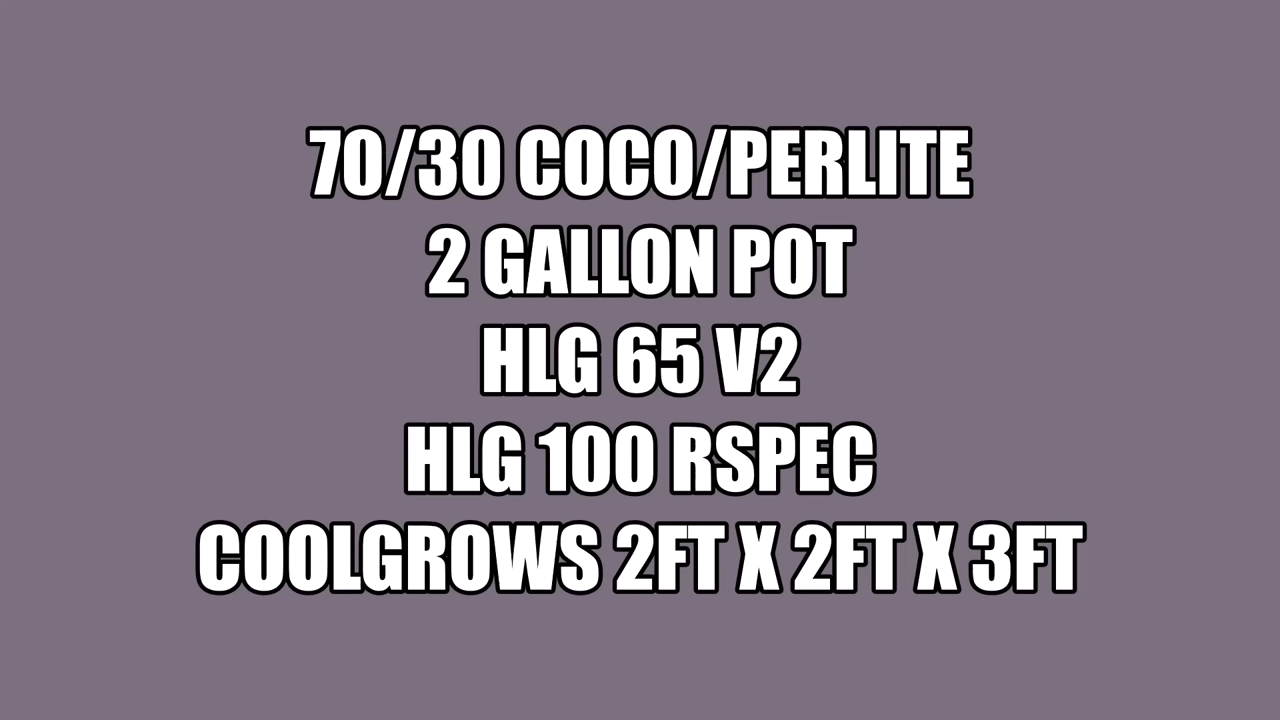 70/30 COCO/PERLITE
2 GALLON POT
HLG 65 V2
HLG 100 RSPEC
COOLGROWS 2FT X 2FT X 3FT